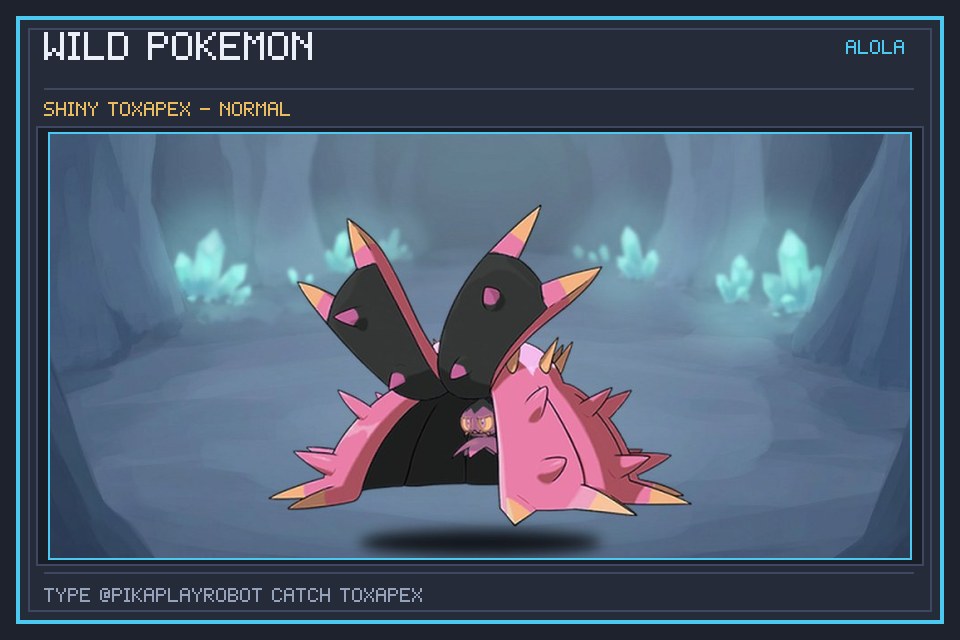 WILD POKEMON
ALOLA
SHINY TOXAPEX - NORMAL
TYPE @PIKAPLAYROBOT CATCH TOXAPEX